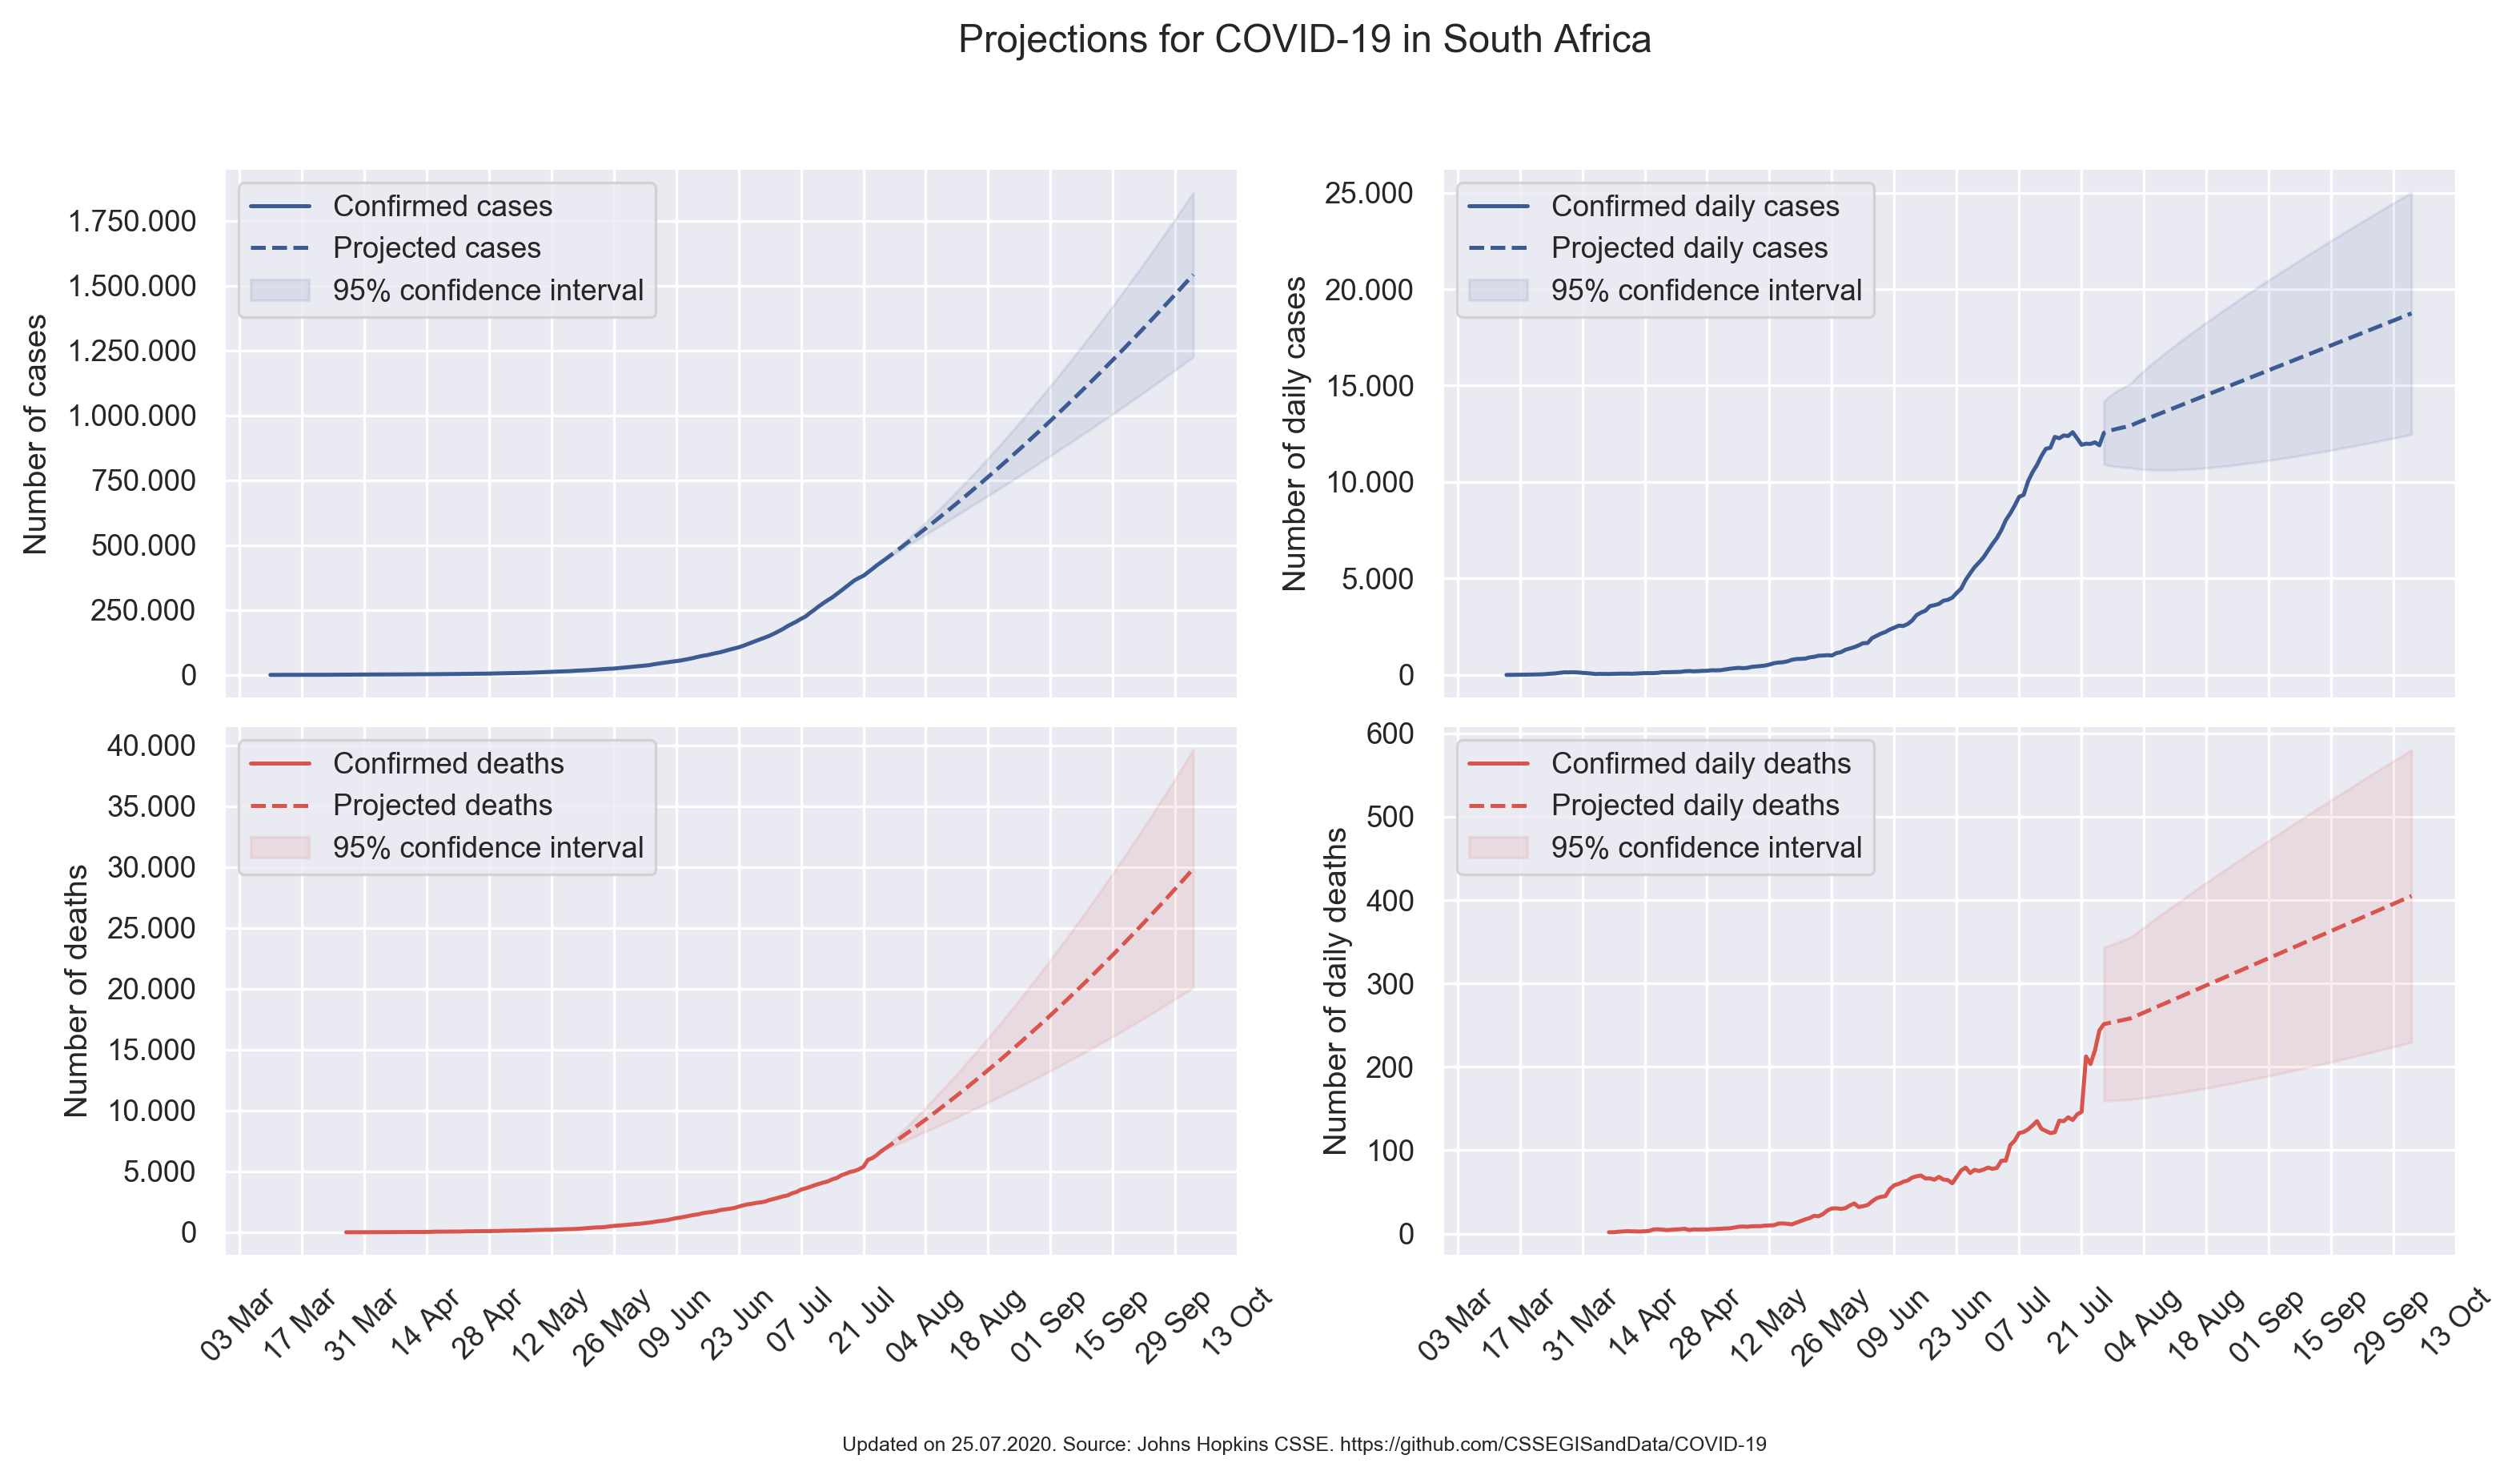 Projections for COVID-19 in South Africa
Number of cases
1.750.000
1.500.000
1.250.000
1.000.000
750.000
500.000
250.000
0
Confirmed cases
Projected cases
95% confidence interval
Number of daily cases
25.000
20.000
15.000
10.000
5.000
0
Confirmed daily cases
Projected daily cases
95% confidence interval
Number of deaths
40.000
35.000
30.000
25.000
20.000
15.000
10.000
5.000
0
Confirmed deaths
Projected deaths
95% confidence interval
03 Mar
17 Mar
31 Mar
14 Apr
28 Apr
12 May
26 May
09 Jun
23 Jun
07 Jul
21 Jul
04 Aug
18 Aug
01 Sep
15 Sep
29 Sep
13 Oct
Number of daily deaths
600
500
400
300
200
100
0
Confirmed daily deaths
Projected daily deaths
95% confidence interval
03 Mar
17 Mar
31 Mar
14 Apr
28 Apr
12 May
26 May
09 Jun
23 Jun
07 Jul
21 Jul
04 Aug
18 Aug
01 Sep
15 Sep
29 Sep
13 Oct
Updated on 25.07.2020. Source: Johns Hopkins CSSE. https://github.com/CSSEGISandData/COVID-19